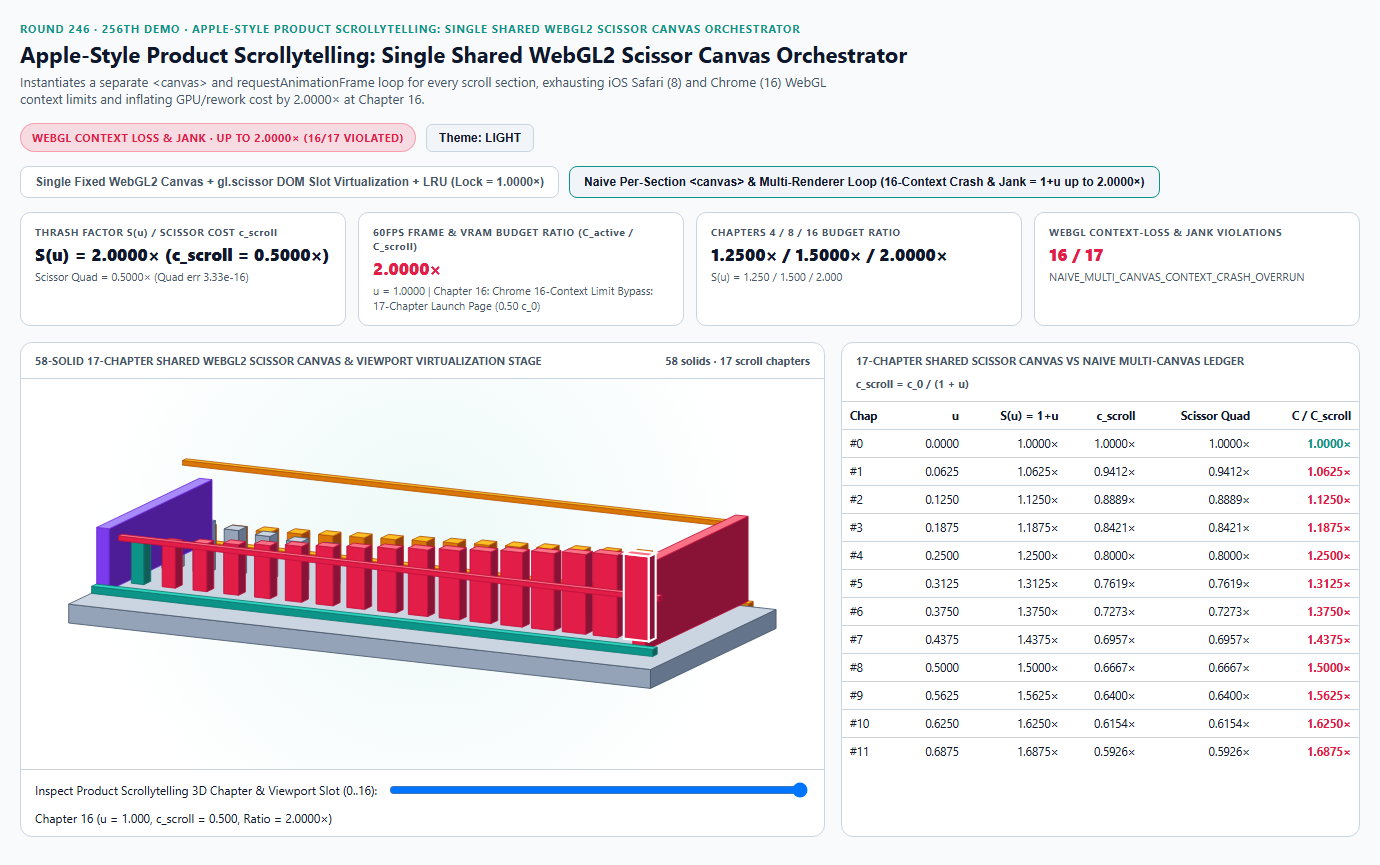 ROUND 246 · 256TH DEMO · APPLE-STYLE PRODUCT SCROLLYTELLING: SINGLE SHARED WEBGL2 SCISSOR CANVAS ORCHESTRATOR
Apple-Style Product Scrollytelling: Single Shared WebGL2 Scissor Canvas Orchestrator
Instantiates a separate <canvas> and requestAnimationFrame loop for every scroll section, exhausting iOS Safari (8) and Chrome (16) WebGL
context limits and inflating GPU/rework cost by 2.0000× at Chapter 16.
WEBGL CONTEXT LOSS & JANK · UP TO 2.0000× (16/17 VIOLATED)
Theme: LIGHT
Single Fixed WebGL2 Canvas + gl.scissor DOM Slot Virtualization + LRU (Lock = 1.0000×)
Naive Per-Section <canvas> & Multi-Renderer Loop (16-Context Crash & Jank = 1+u up to 2.0000×)
THRASH FACTOR S(u) / SCISSOR COST c_scroll
S(u) = 2.0000× (c_scroll = 0.5000×)
Scissor Quad = 0.5000× (Quad err 3.33e-16)
60FPS FRAME & VRAM BUDGET RATIO (C_active /
C_scroll)
2.0000×
u = 1.0000 | Chapter 16: Chrome 16-Context Limit Bypass:
17-Chapter Launch Page (0.50 c_0)
CHAPTERS 4 / 8 / 16 BUDGET RATIO
1.2500× / 1.5000× / 2.0000×
S(u) = 1.250 / 1.500 / 2.000
WEBGL CONTEXT-LOSS & JANK VIOLATIONS
16 / 17
NAIVE_MULTI_CANVAS_CONTEXT_CRASH_OVERRUN
58-SOLID 17-CHAPTER SHARED WEBGL2 SCISSOR CANVAS & VIEWPORT VIRTUALIZATION STAGE
58 solids · 17 scroll chapters
Inspect Product Scrollytelling 3D Chapter & Viewport Slot (0..16):
Chapter 16 (u = 1.000, c_scroll = 0.500, Ratio = 2.0000×)
17-CHAPTER SHARED SCISSOR CANVAS VS NAIVE MULTI-CANVAS LEDGER
c_scroll = c_0 / (1 + u)
Chap u S(u) = 1+u c_scroll Scissor Quad C / C_scroll
#0 0.0000 1.0000× 1.0000× 1.0000× 1.0000×
#1 0.0625 1.0625× 0.9412× 0.9412× 1.0625×
#2 0.1250 1.1250× 0.8889× 0.8889× 1.1250×
#3 0.1875 1.1875× 0.8421× 0.8421× 1.1875×
#4 0.2500 1.2500× 0.8000× 0.8000× 1.2500×
#5 0.3125 1.3125× 0.7619× 0.7619× 1.3125×
#6 0.3750 1.3750× 0.7273× 0.7273× 1.3750×
#7 0.4375 1.4375× 0.6957× 0.6957× 1.4375×
#8 0.5000 1.5000× 0.6667× 0.6667× 1.5000×
#9 0.5625 1.5625× 0.6400× 0.6400× 1.5625×
#10 0.6250 1.6250× 0.6154× 0.6154× 1.6250×
#11 0.6875 1.6875× 0.5926× 0.5926× 1.6875×